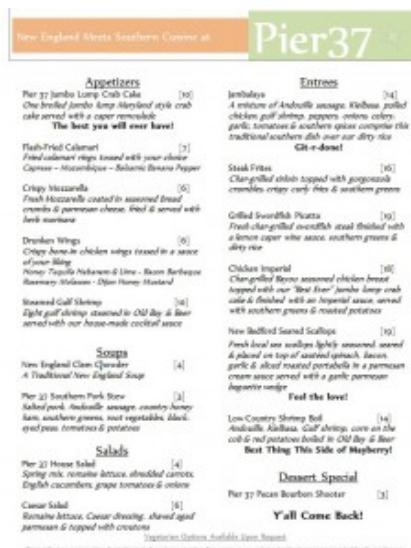 New England Meets Southern Cuisine at
Pier37
Appetizers
Pier 37 Jumbo Lump Crab Cake [10]
One broiled Jumbo lump Maryland style crab
cake served with a caper remoulade
The best you will ever have!
Flash-Fried Calamari [7]
Fried calamari rings tossed with your choice
Caprese – Mozambique – Balsamic Banana Pepper
Crispy Mozzarella [6]
Fresh Mozzarella coated in seasoned bread
crumbs & parmesan cheese, fried & served with
herb marinara
Drunken Wings [6]
Crispy bone-in chicken wings tossed in a sauce
of your liking
Honey Tequila Habanero & Lime - Bacon Barbeque
Rosemary Molasses - Dijon Honey Mustard
Steamed Gulf Shrimp [10]
Eight gulf shrimp steamed in Old Bay & Beer
served with our house-made cocktail sauce
Soups
New England Clam Chowder [4]
A Traditional New England Soup
Pier 37 Southern Pork Stew [3]
Salted pork, Andouille sausage, country honey
ham, southern greens, root vegetables, black-
eyed peas, tomatoes & potatoes
Salads
Pier 37 House Salad [4]
Spring mix, romaine lettuce, shredded carrots,
English cucumbers, grape tomatoes & onions
Caesar Salad [6]
Romaine lettuce, Caesar dressing, shaved aged
parmesan & topped with croutons
Entrees
Jambalaya [14]
A mixture of Andouille sausage, Kielbasa, pulled
chicken, gulf shrimp, peppers, onions, celery,
garlic, tomatoes & southern spices comprise this
traditional southern dish over our dirty rice
Git-r-done!
Steak Frites [16]
Char-grilled sirloin topped with gorgonzola
crumbles, crispy curly fries & southern greens
Grilled Swordfish Picatta [19]
Fresh char-grilled swordfish steak finished with
a lemon caper wine sauce, southern greens &
dirty rice
Chicken Imperial [18]
Char-grilled Bayou seasoned chicken breast
topped with our "Best Ever" Jumbo lump crab
cake & finished with an Imperial sauce, served
with southern greens & roasted potatoes
New Bedford Seared Scallops [19]
Fresh local sea scallops lightly seasoned, seared
& placed on top of sautéed spinach, bacon,
garlic & sliced roasted portabella in a parmesan
cream sauce served with a garlic parmesan
baguette wedge
Feel the love!
Low Country Shrimp Boil [14]
Andouille, Kielbasa, Gulf shrimp, corn on the
cob & red potatoes boiled in Old Bay & Beer
Best Thing This Side of Mayberry!
Dessert Special
Pier 37 Pecan Bourbon Shooter [3]
Y'all Come Back!
Vegetarian Options Available Upon Request